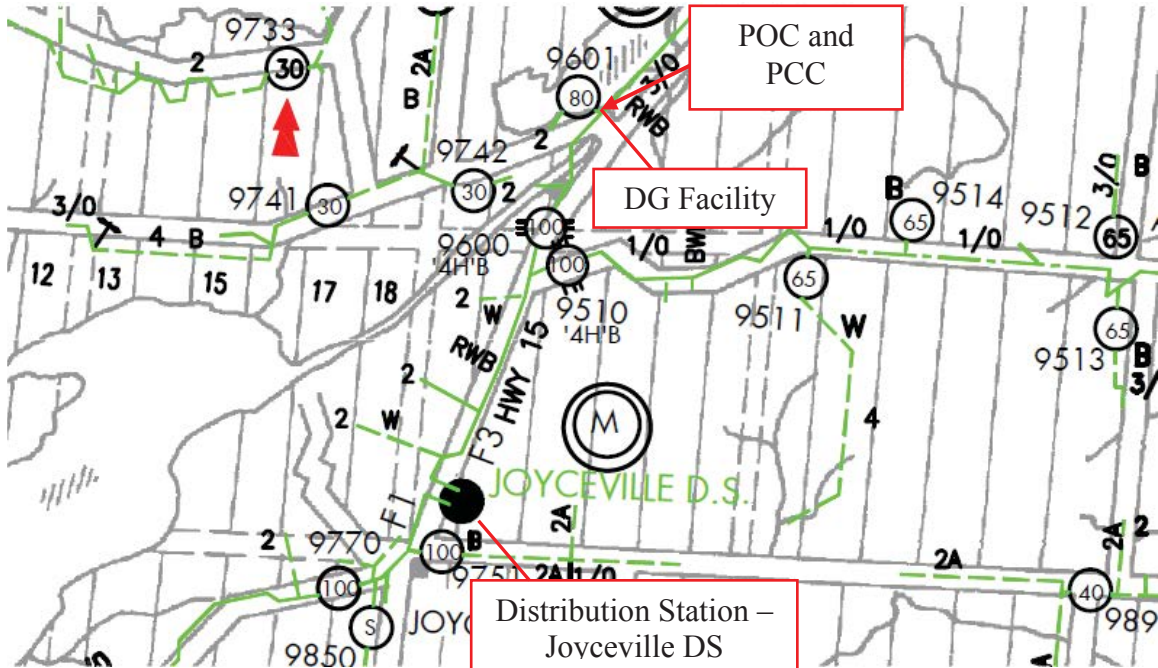 9733
2
30
2A
B
9601
80
2
3/0
RWB
POC and
PCC
DG Facility
9742
30
2
9741
30
3/0
4 B
12
13
15
17
18
100
9600
'4H'B
100
9510
'4H'B
1/0
65
9511
1/0
B
65
9514
1/0
9512
65
3/0
B
65
9513
B
2
W
RWB
HWY 15
2
2
W
F3
M
W
4
JOYCEVILLE D.S.
F1
2
9770
100
B
100
9751
2A
2A
1/0
2A
2A
2
40
S
9850
Distribution Station –
Joyceville DS